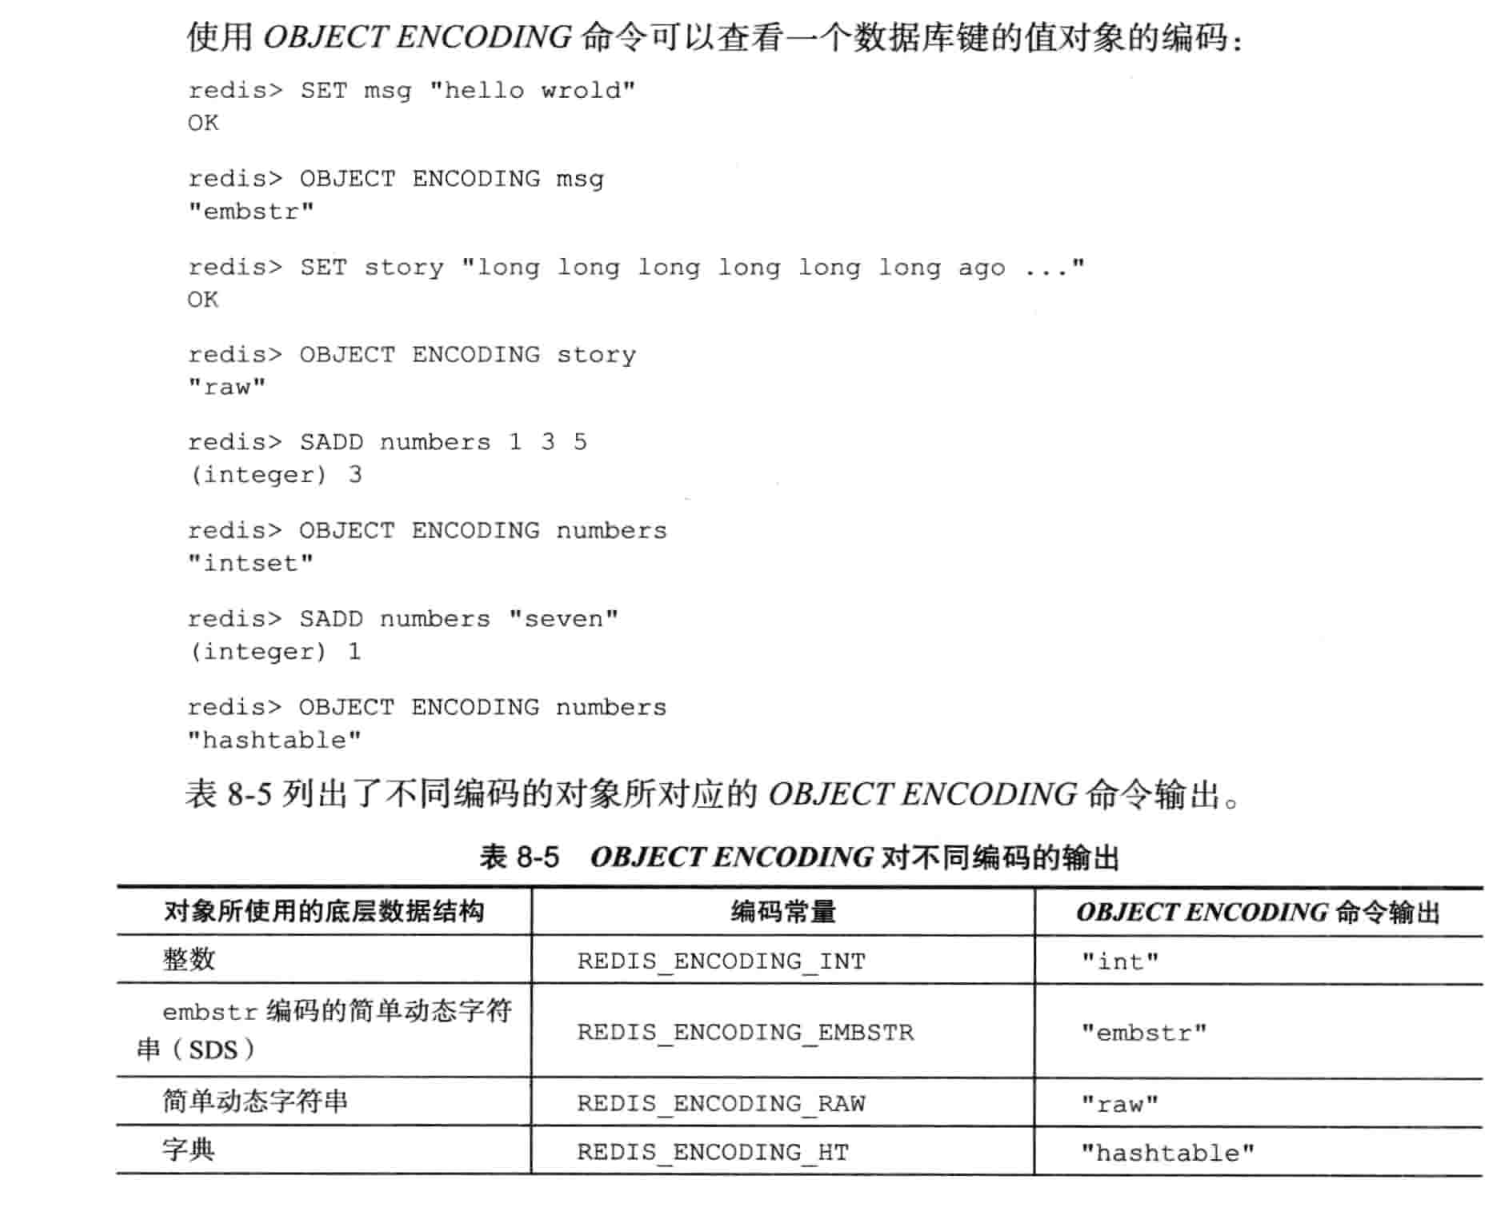 使用 OBJECT ENCODING 命令可以查看一个数据库键的值对象的编码：
redis> SET msg "hello wrold"
OK
redis> OBJECT ENCODING msg
"embstr"
redis> SET story "long long long long long long ago ..."
OK
redis> OBJECT ENCODING story
"raw"
redis> SADD numbers 1 3 5
(integer) 3
redis> OBJECT ENCODING numbers
"intset"
redis> SADD numbers "seven"
(integer) 1
redis> OBJECT ENCODING numbers
"hashtable"
表 8-5 列出了不同编码的对象所对应的 OBJECT ENCODING 命令输出。
表 8-5 OBJECT ENCODING 对不同编码的输出
对象所使用的底层数据结构 编码常量 OBJECT ENCODING 命令输出
整数 REDIS_ENCODING_INT "int"
embstr 编码的简单动态字符
串（SDS） REDIS_ENCODING_EMBSTR "embstr"
简单动态字符串 REDIS_ENCODING_RAW "raw"
字典 REDIS_ENCODING_HT "hashtable"